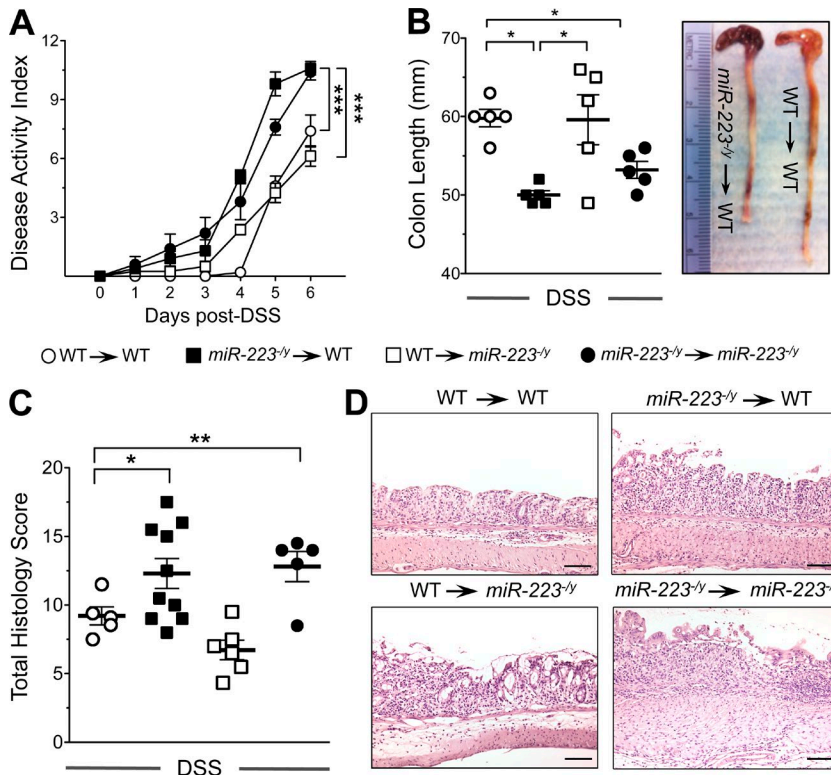 A
Disease Activity Index
12
9
6
3
0 1 2 3 4 5 6
Days post-DSS
***
***
B
Colon Length (mm)
70
60
50
40
*
* *
DSS
miR-223-/y → WT
WT → WT
METRIC 1
WT → WT miR-223-/y → WT WT → miR-223-/y miR-223-/y → miR-223-/y
C
Total Histology Score
20
15
10
5
0
**
*
DSS
D
WT → WT
miR-223-/y → WT
WT → miR-223-/y
miR-223-/y → miR-223-/